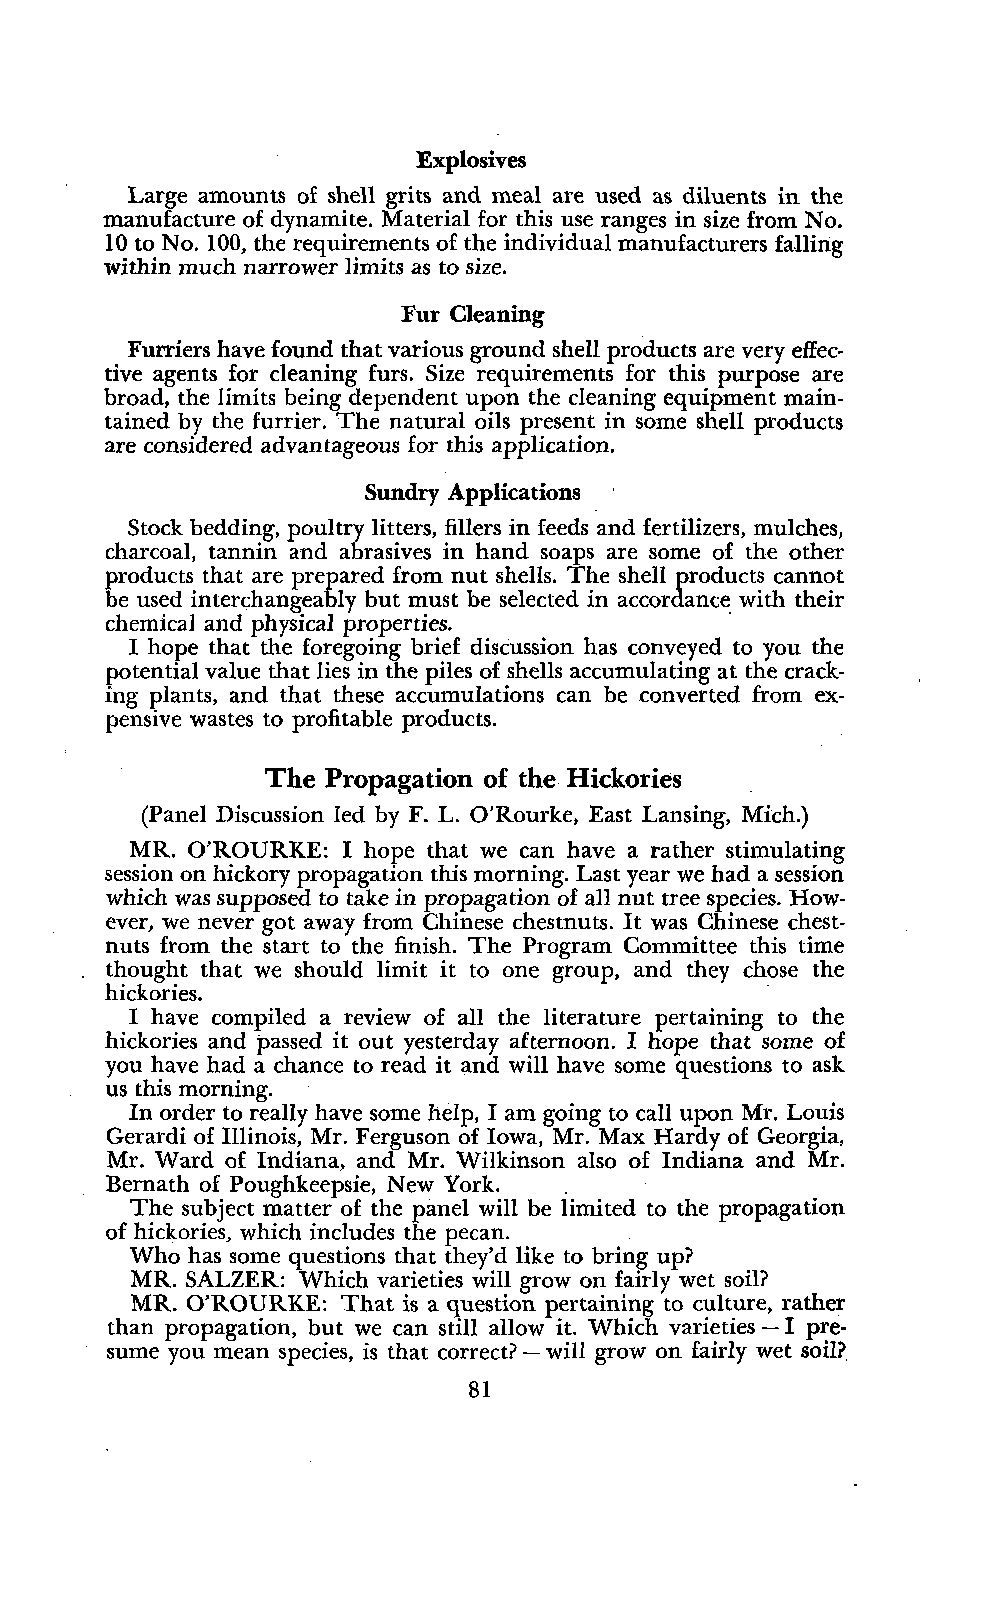 Explosives
Large amounts of shell grits and meal are used as diluents in the
manufacture of dynamite. Material for this use ranges in size from No.
10 to No. 100, the requirements of the individual manufacturers falling
within much narrower limits as to size.
Fur Cleaning
Furriers have found that various ground shell products are very effec-
tive agents for cleaning furs. Size requirements for this purpose are
broad, the limits being dependent upon the cleaning equipment main-
tained by the furrier. The natural oils present in some shell products
are considered advantageous for this application.
Sundry Applications
Stock bedding, poultry litters, fillers in feeds and fertilizers, mulches,
charcoal, tannin and abrasives in hand soaps are some of the other
products that are prepared from nut shells. The shell products cannot
be used interchangeably but must be selected in accordance with their
chemical and physical properties.
I hope that the foregoing brief discussion has conveyed to you the
potential value that lies in the piles of shells accumulating at the crack-
ing plants, and that these accumulations can be converted from ex-
pensive wastes to profitable products.
The Propagation of the Hickories
(Panel Discussion led by F. L. O'Rourke, East Lansing, Mich.)
MR. O'ROURKE: I hope that we can have a rather stimulating
session on hickory propagation this morning. Last year we had a session
which was supposed to take in propagation of all nut tree species. How-
ever, we never got away from Chinese chestnuts. It was Chinese chest-
nuts from the start to the finish. The Program Committee this time
thought that we should limit it to one group, and they chose the
hickories.
I have compiled a review of all the literature pertaining to the
hickories and passed it out yesterday afternoon. I hope that some of
you have had a chance to read it and will have some questions to ask
us this morning.
In order to really have some help, I am going to call upon Mr. Louis
Gerardi of Illinois, Mr. Ferguson of Iowa, Mr. Max Hardy of Georgia,
Mr. Ward of Indiana, and Mr. Wilkinson also of Indiana and Mr.
Bernath of Poughkeepsie, New York.
The subject matter of the panel will be limited to the propagation
of hickories, which includes the pecan.
Who has some questions that they'd like to bring up?
MR. SALZER: Which varieties will grow on fairly wet soil?
MR. O'ROURKE: That is a question pertaining to culture, rather
than propagation, but we can still allow it. Which varieties — I pre-
sume you mean species, is that correct? — will grow on fairly wet soil?
81